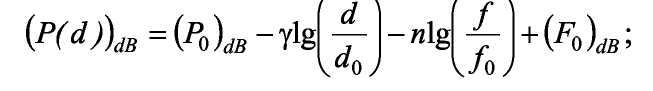 (P(d))_{dB} = (P_0)_{dB} − γlg(d/d_0) − nlg(f/f_0) + (F_0)_{dB};